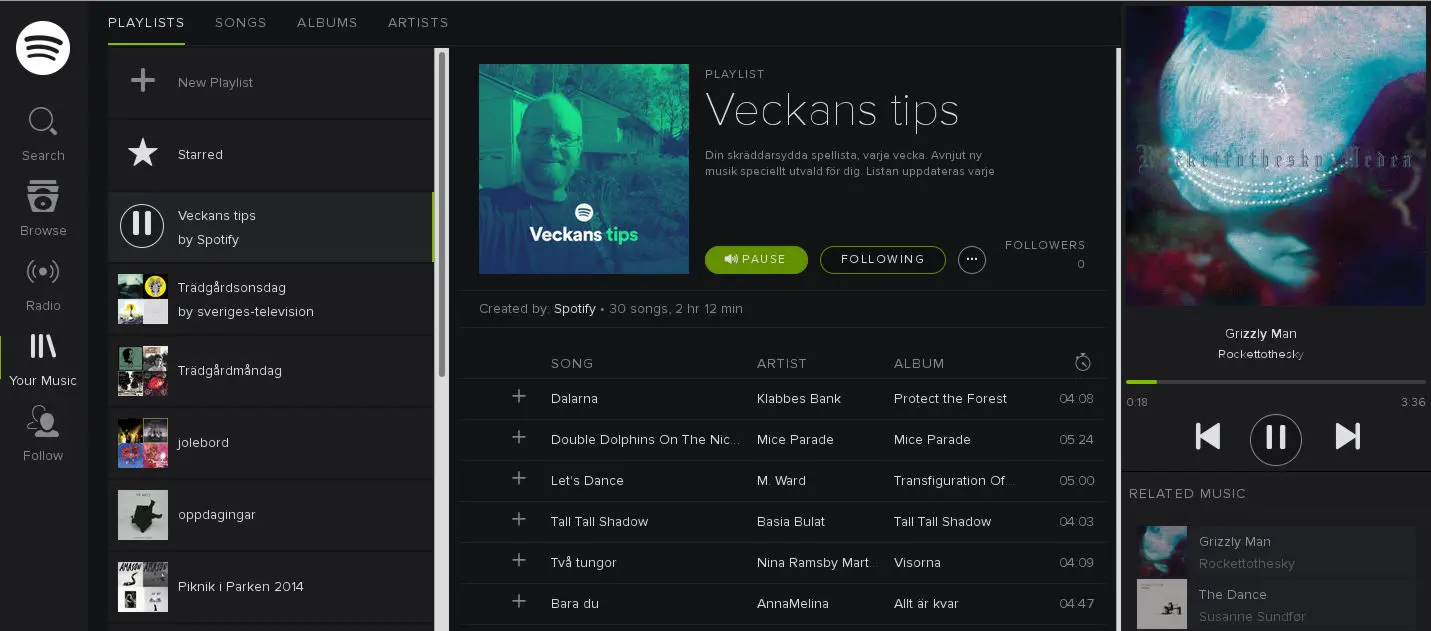 PLAYLISTS SONGS ALBUMS ARTISTS
Search
Browse
Radio
Your Music
Follow
New Playlist
Starred
Veckans tips
by Spotify
Trädgårdsonsdag
by sveriges-television
Trädgårdmåndag
jolebord
oppdagingar
Piknik i Parken 2014
Veckans tips
PLAYLIST
Veckans tips
Din skräddarsydda spellista, varje vecka. Avnjut ny
musik speciellt utvald för dig. Listan uppdateras varje
PAUSE FOLLOWING ...
FOLLOWERS
0
Created by: Spotify • 30 songs, 2 hr 12 min
SONG ARTIST ALBUM
Dalarna Klabbes Bank Protect the Forest 04:08
Double Dolphins On The Nic... Mice Parade Mice Parade 05:24
Let's Dance M. Ward Transfiguration Of... 05:00
Tall Tall Shadow Basia Bulat Tall Tall Shadow 04:03
Två tungor Nina Ramsby Mart... Visorna 04:09
Bara du AnnaMelina Allt är kvar 04:47
Rockettothesky Medea
Grizzly Man
Rockettothesky
0:18 3:36
RELATED MUSIC
Grizzly Man
Rockettothesky
The Dance
Susanne Sundfør